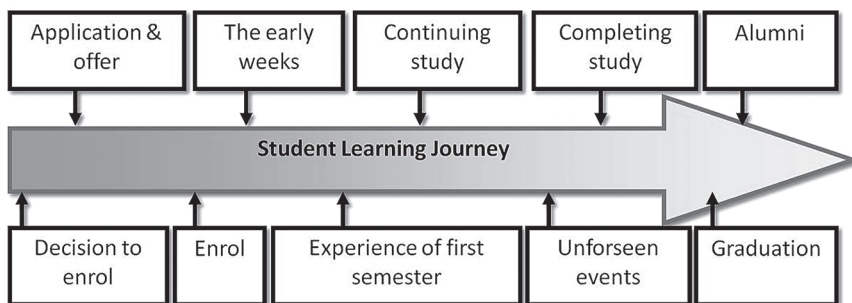 Application &
offer
The early
weeks
Continuing
study
Completing
study
Alumni
Student Learning Journey
Decision to
enrol
Enrol
Experience of first
semester
Unforseen
events
Graduation